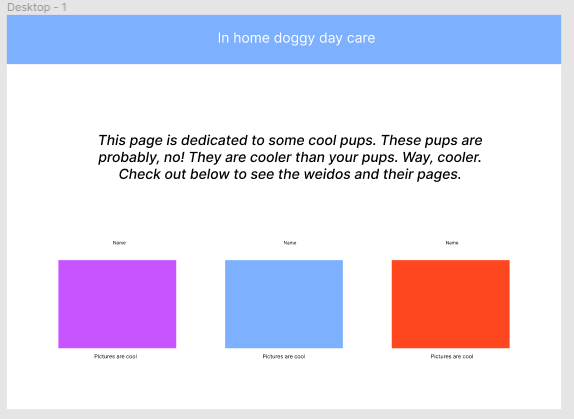 Desktop - 1
In home doggy day care
This page is dedicated to some cool pups. These pups are
probably, no! They are cooler than your pups. Way, cooler.
Check out below to see the weidos and their pages.
Name Name Name
Pictures are cool Pictures are cool Pictures are cool